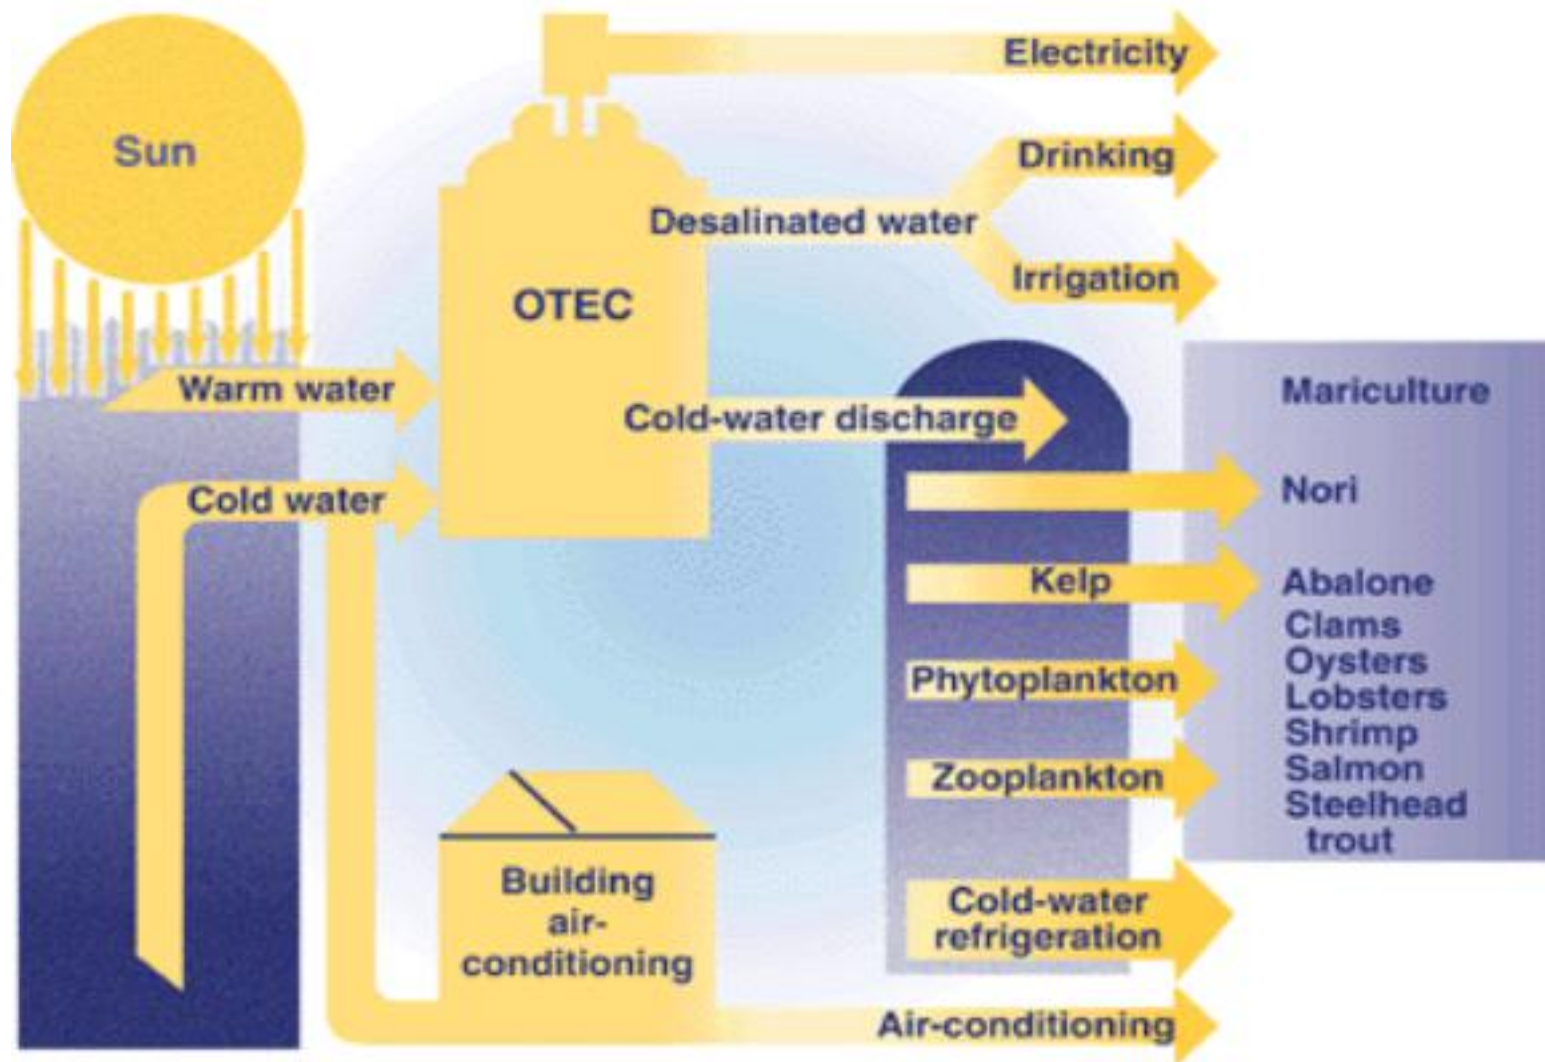 Sun
Electricity
Drinking
Desalinated water
Irrigation
OTEC
Warm water
Cold-water discharge
Cold water
Mariculture
Nori
Kelp
Abalone
Clams
Oysters
Lobsters
Shrimp
Salmon
Steelhead
trout
Phytoplankton
Zooplankton
Cold-water
refrigeration
Building
air-
conditioning
Air-conditioning